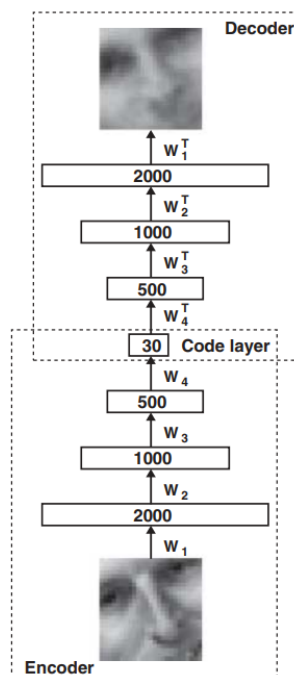 Decoder
W₁ᵀ
2000
W₂ᵀ
1000
W₃ᵀ
500
W₄ᵀ
30 Code layer
W₄
500
W₃
1000
W₂
2000
W₁
Encoder